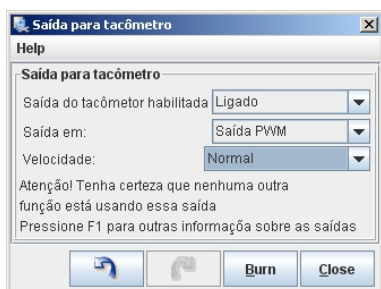 Saída para tacômetro
Help
Saída para tacômetro
Saída do tacômetor habilitada Ligado
Saída em: Saída PWM
Velocidade: Normal
Atenção! Tenha certeza que nenhuma outra
função está usando essa saída
Pressione F1 para outras informaçõa sobre as saídas
Burn Close